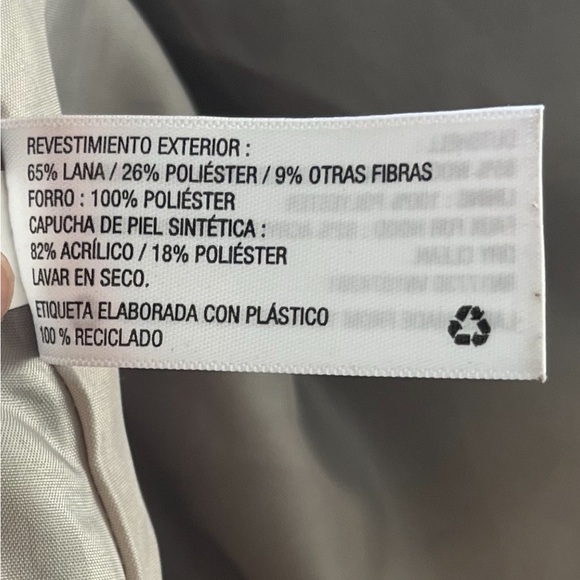 REVESTIMIENTO EXTERIOR :
65% LANA / 26% POLIÉSTER / 9% OTRAS FIBRAS
FORRO : 100% POLIÉSTER
CAPUCHA DE PIEL SINTÉTICA :
82% ACRÍLICO / 18% POLIÉSTER
LAVAR EN SECO.
ETIQUETA ELABORADA CON PLÁSTICO
100 % RECICLADO